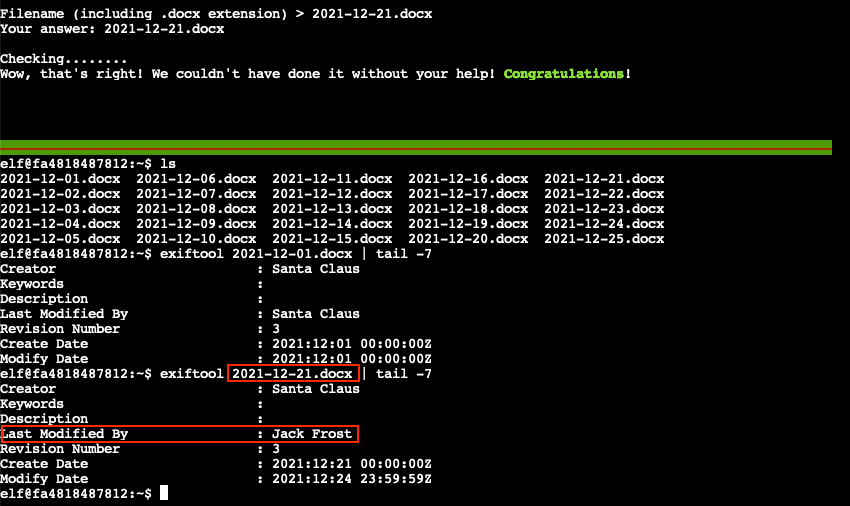 Filename (including .docx extension) > 2021-12-21.docx
Your answer: 2021-12-21.docx
Checking........
Wow, that's right! We couldn't have done it without your help! Congratulations!
elf@fa4818487812:~$ ls
2021-12-01.docx  2021-12-06.docx  2021-12-11.docx  2021-12-16.docx  2021-12-21.docx
2021-12-02.docx  2021-12-07.docx  2021-12-12.docx  2021-12-17.docx  2021-12-22.docx
2021-12-03.docx  2021-12-08.docx  2021-12-13.docx  2021-12-18.docx  2021-12-23.docx
2021-12-04.docx  2021-12-09.docx  2021-12-14.docx  2021-12-19.docx  2021-12-24.docx
2021-12-05.docx  2021-12-10.docx  2021-12-15.docx  2021-12-20.docx  2021-12-25.docx
elf@fa4818487812:~$ exiftool 2021-12-01.docx | tail -7
Creator                         : Santa Claus
Keywords                        :
Description                     :
Last Modified By                : Santa Claus
Revision Number                 : 3
Create Date                     : 2021:12:01 00:00:00Z
Modify Date                     : 2021:12:01 00:00:00Z
elf@fa4818487812:~$ exiftool 2021-12-21.docx | tail -7
Creator                         : Santa Claus
Keywords                        :
Description                     :
Last Modified By                : Jack Frost
Revision Number                 : 3
Create Date                     : 2021:12:21 00:00:00Z
Modify Date                     : 2021:12:24 23:59:59Z
elf@fa4818487812:~$